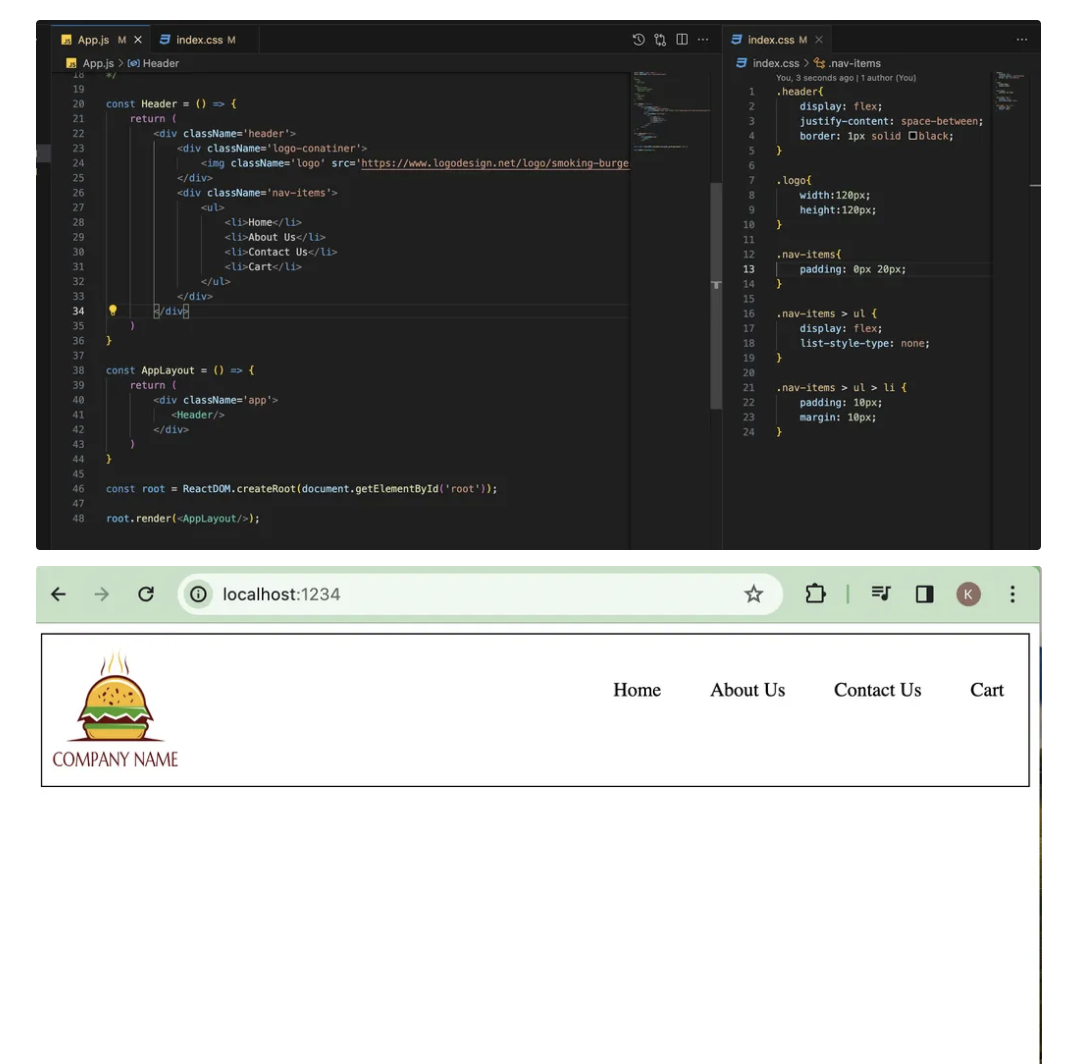 App.js M
index.css M
App.js > Header
18 */
19
20 const Header = () => {
21 return (
22 <div className='header'>
23 <div className='logo-conatiner'>
24 <img className='logo' src='https://www.logodesign.net/logo/smoking-burge
25 </div>
26 <div className='nav-items'>
27 <ul>
28 <li>Home</li>
29 <li>About Us</li>
30 <li>Contact Us</li>
31 <li>Cart</li>
32 </ul>
33 </div>
34 </div>
35 )
36 }
37
38 const AppLayout = () => {
39 return (
40 <div className='app'>
41 <Header/>
42 </div>
43 )
44 }
45
46 const root = ReactDOM.createRoot(document.getElementById('root'));
47
48 root.render(<AppLayout/>);
index.css M
index.css > .nav-items
You, 3 seconds ago | 1 author (You)
1 .header{
2 display: flex;
3 justify-content: space-between;
4 border: 1px solid black;
5 }
6
7 .logo{
8 width:120px;
9 height:120px;
10 }
11
12 .nav-items{
13 padding: 0px 20px;
14 }
15
16 .nav-items > ul {
17 display: flex;
18 list-style-type: none;
19 }
20
21 .nav-items > ul > li {
22 padding: 10px;
23 margin: 10px;
24 }
localhost:1234
K
Home About Us Contact Us Cart
COMPANY NAME